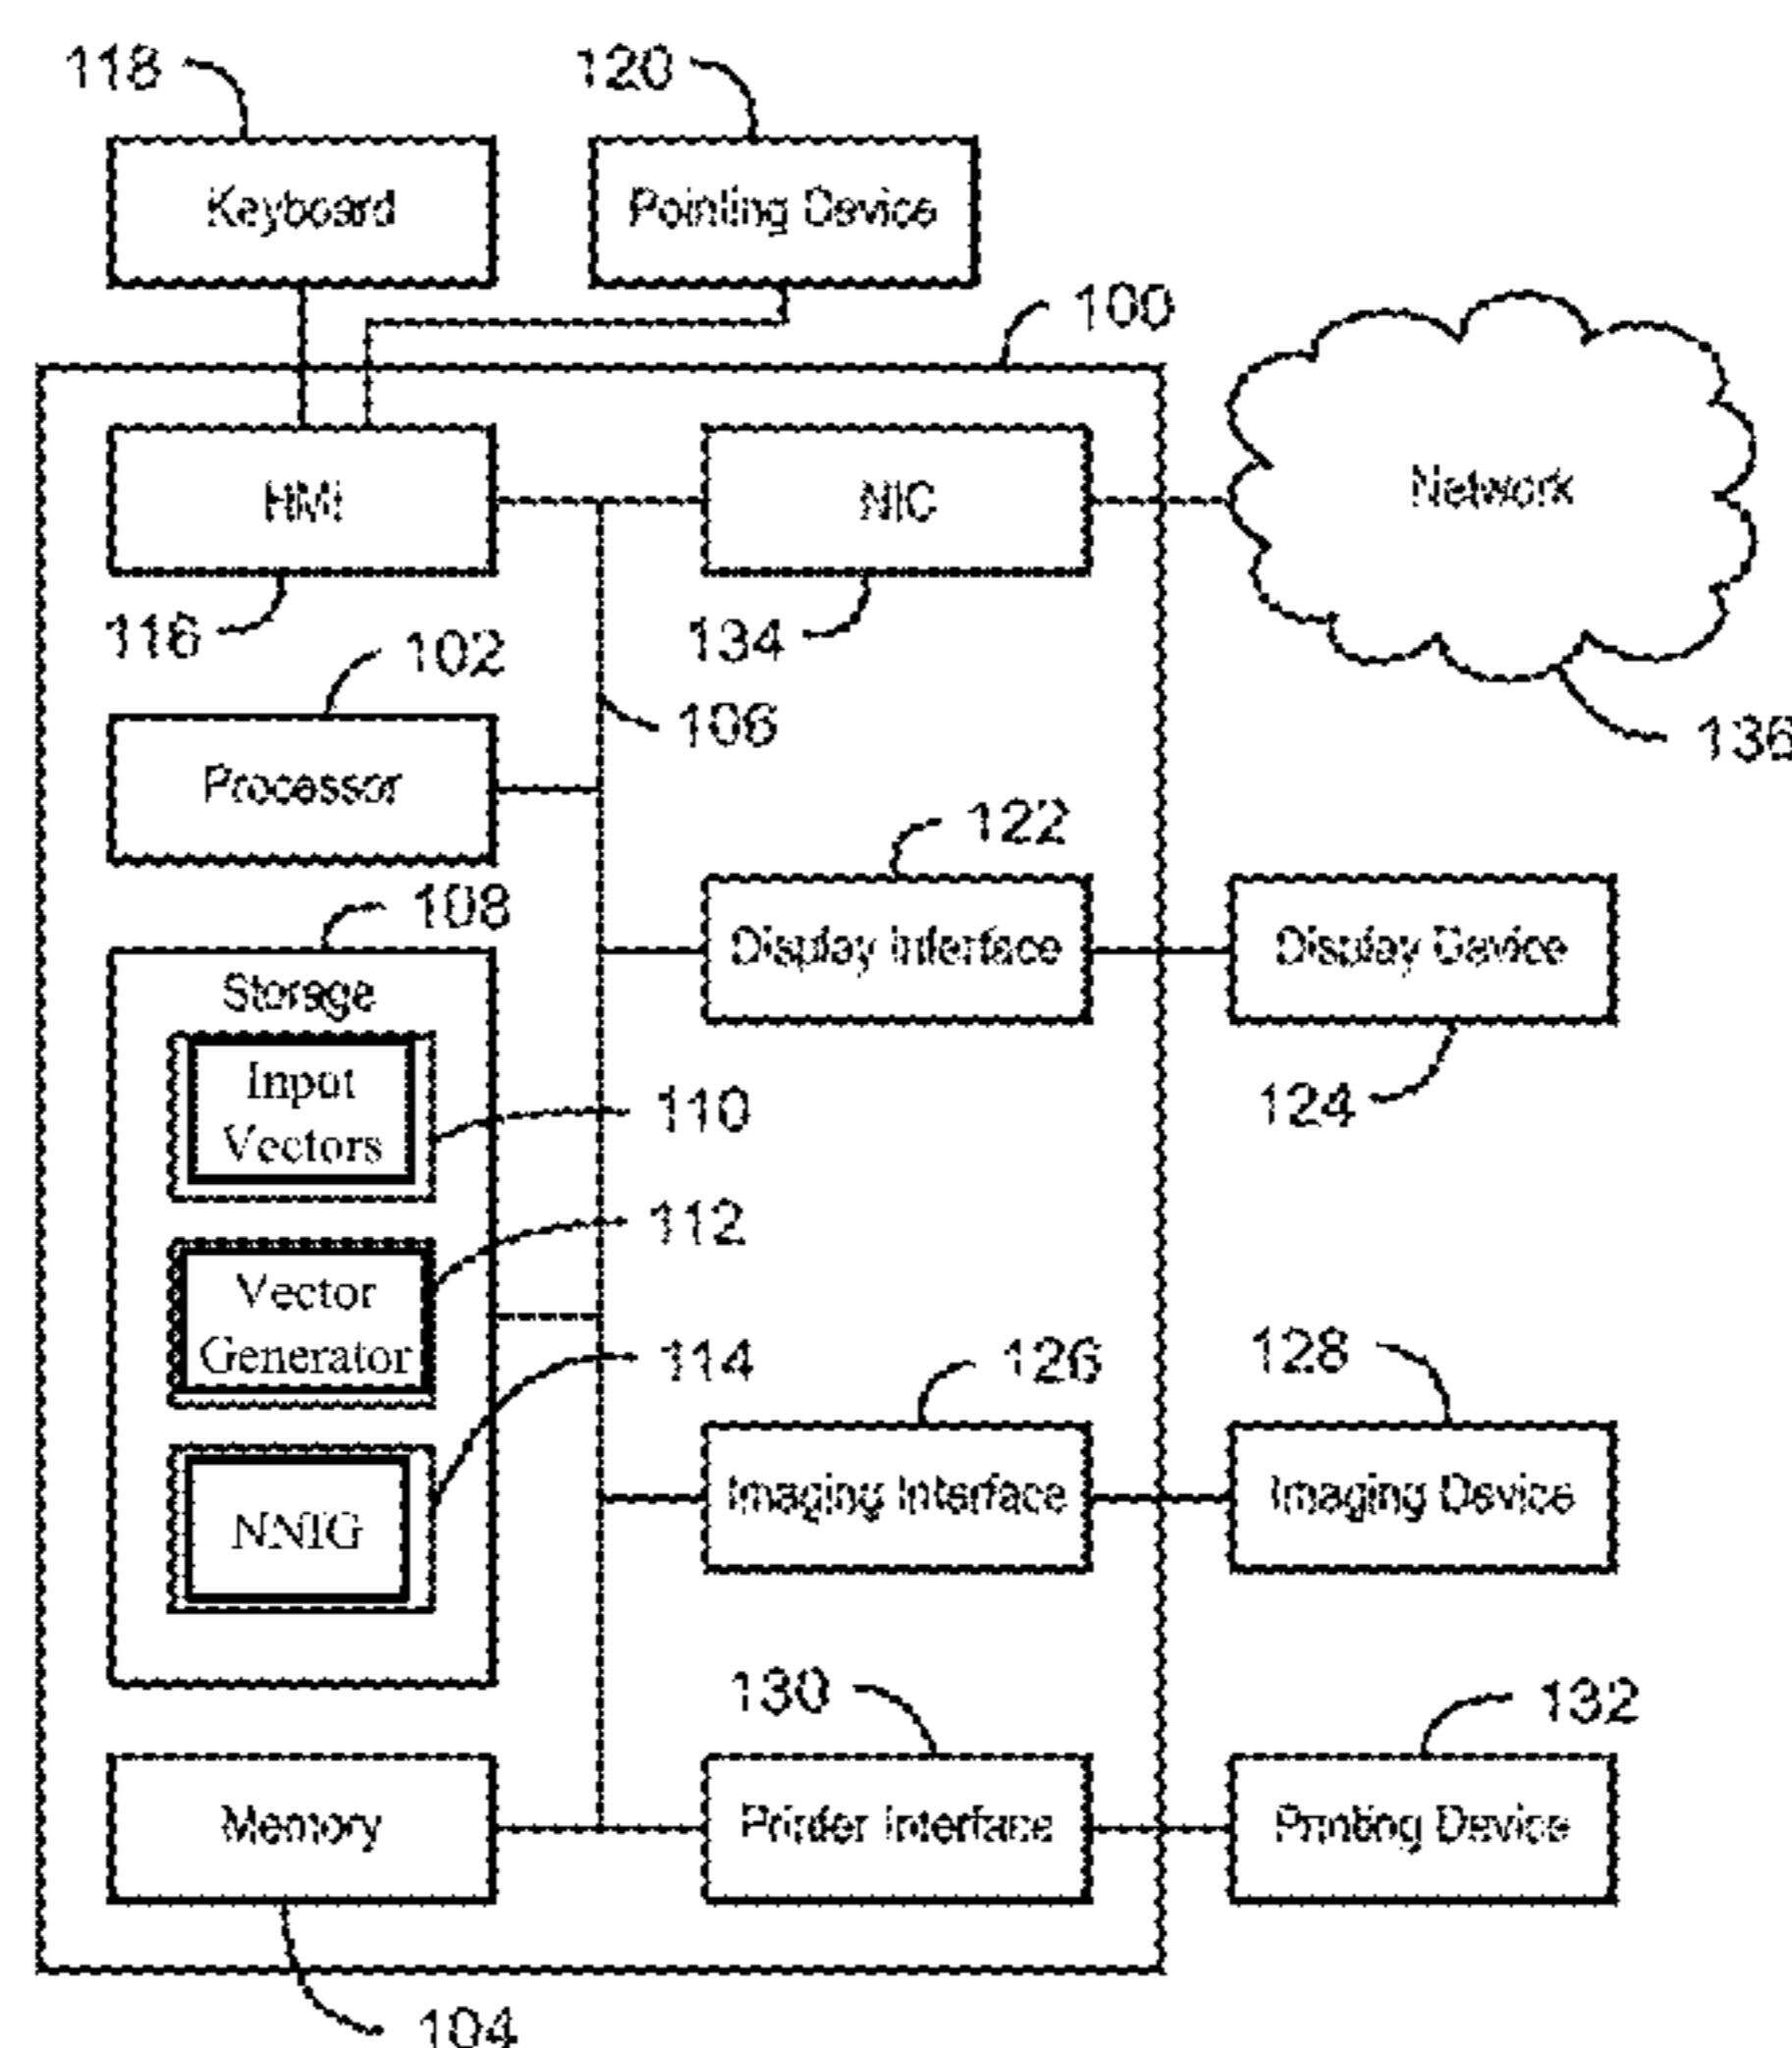 118
120
Keyboard
Pointing Device
100
HMI
NIC
Network
116
134
102
106
136
Processor
122
108
Display Interface
Display Device
Storage
Input
Vectors
110
124
112
Vector
Generator
114
126
128
Imaging Interface
Imaging Device
NNIG
130
132
Memory
Printer Interface
Printing Device
104